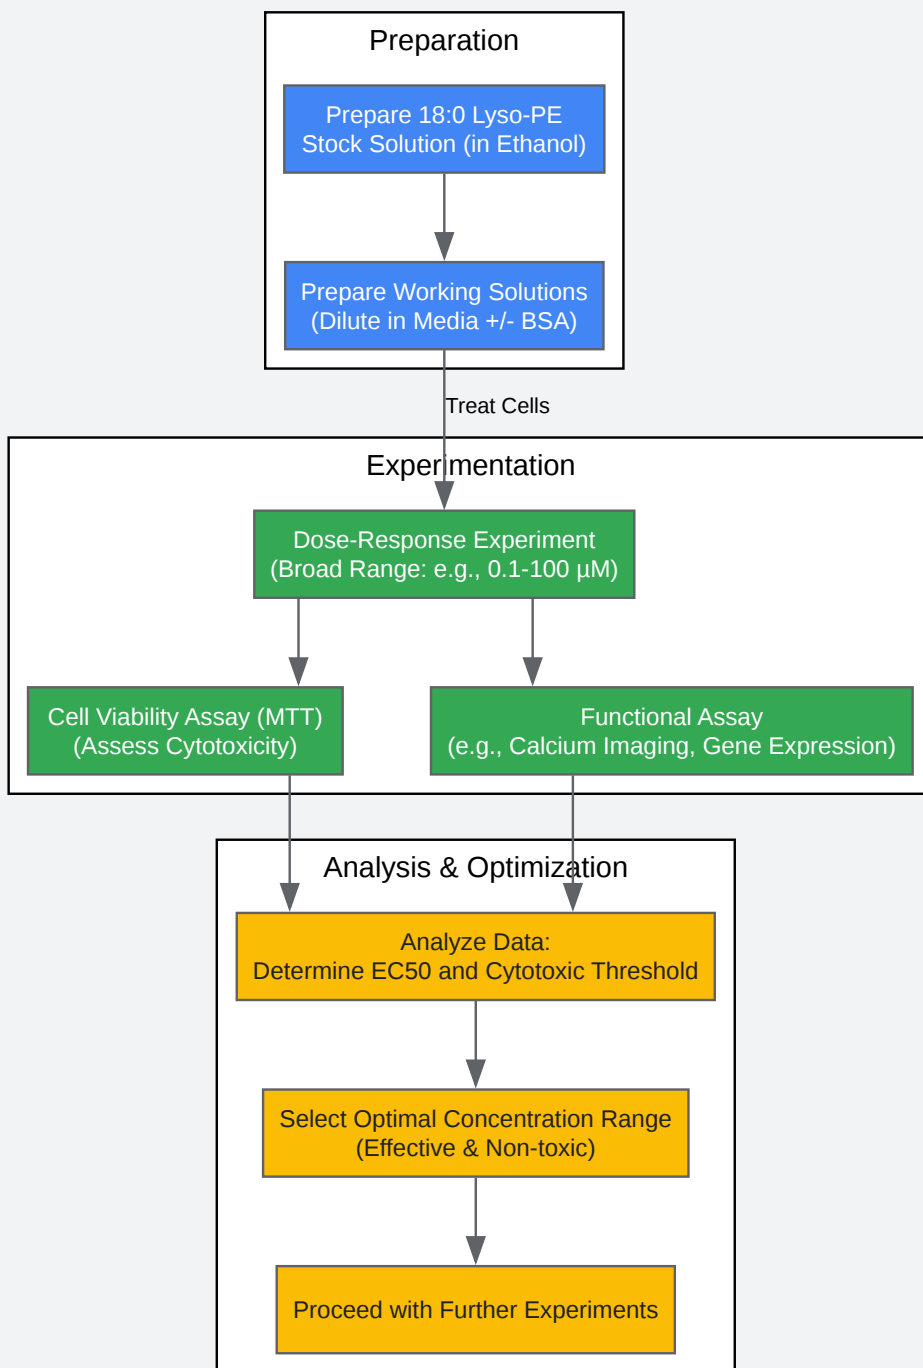 Preparation
Prepare 18:0 Lyso-PE
Stock Solution (in Ethanol)
Prepare Working Solutions
(Dilute in Media +/- BSA)
Treat Cells
Experimentation
Dose-Response Experiment
(Broad Range: e.g., 0.1-100 µM)
Cell Viability Assay (MTT)
(Assess Cytotoxicity)
Functional Assay
(e.g., Calcium Imaging, Gene Expression)
Analysis & Optimization
Analyze Data:
Determine EC50 and Cytotoxic Threshold
Select Optimal Concentration Range
(Effective & Non-toxic)
Proceed with Further Experiments